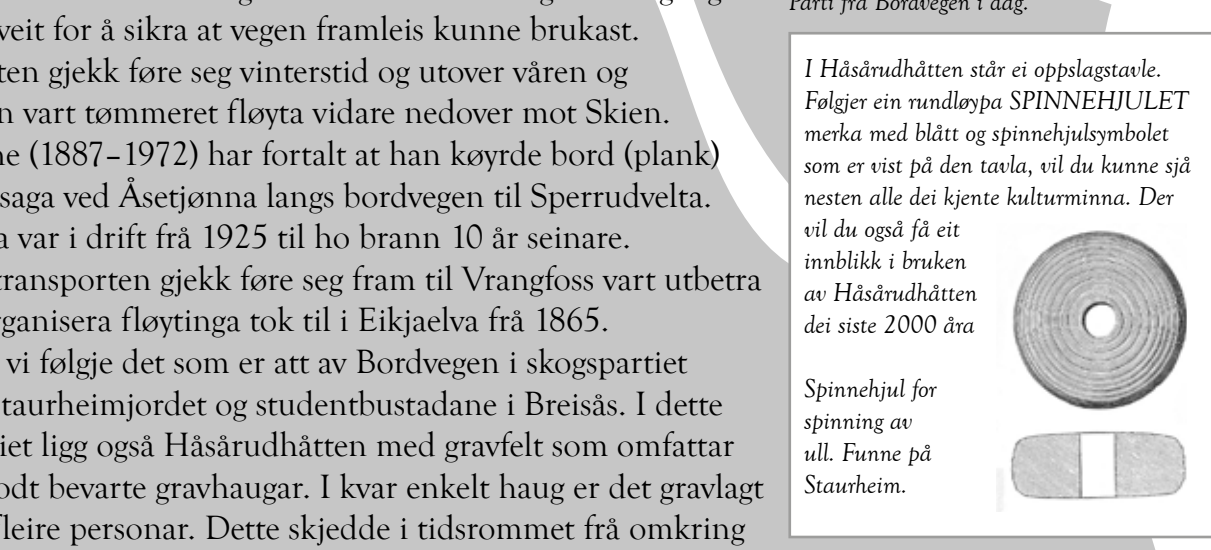 veit for å sikra at vegen framleis kunne brukast.
gjekk føre seg vinterstid og utover våren og
vart tømmeret fløyta vidare nedover mot Skien.
(1887–1972) har fortalt at han køyrde bord (plank)
saga ved Åsetjønna langs bordvegen til Sperrudvelta.
var i drift frå 1925 til ho brann 10 år seinare.
transporten gjekk føre seg fram til Vrangfoss vart utbetra
fløytinga tok til i Eikjaelva frå 1865.
vi følgje det som er att av Bordvegen i skogspartiet
taurheimjordet og studentbustadane i Breisås. I dette
ligg også Håsårudhåtten med gravfelt som omfattar
bevarte gravhaugar. I kvar enkelt haug er det gravlagt
fleire personar. Dette skjedde i tidsrommet frå omkring
Parti frå Bordvegen i dag.
I Håsårudhåtten står ei oppslagstavle.
Følgjer ein rundløypa SPINNEHJULET
merka med blått og spinnehjulsymbolet
som er vist på den tavla, vil du kunne sjå
nesten alle dei kjente kulturminna. Der
vil du også få eit
innblikk i bruken
av Håsårudhåtten
dei siste 2000 åra
Spinnehjul for
spinning av
ull. Funne på
Staurheim.